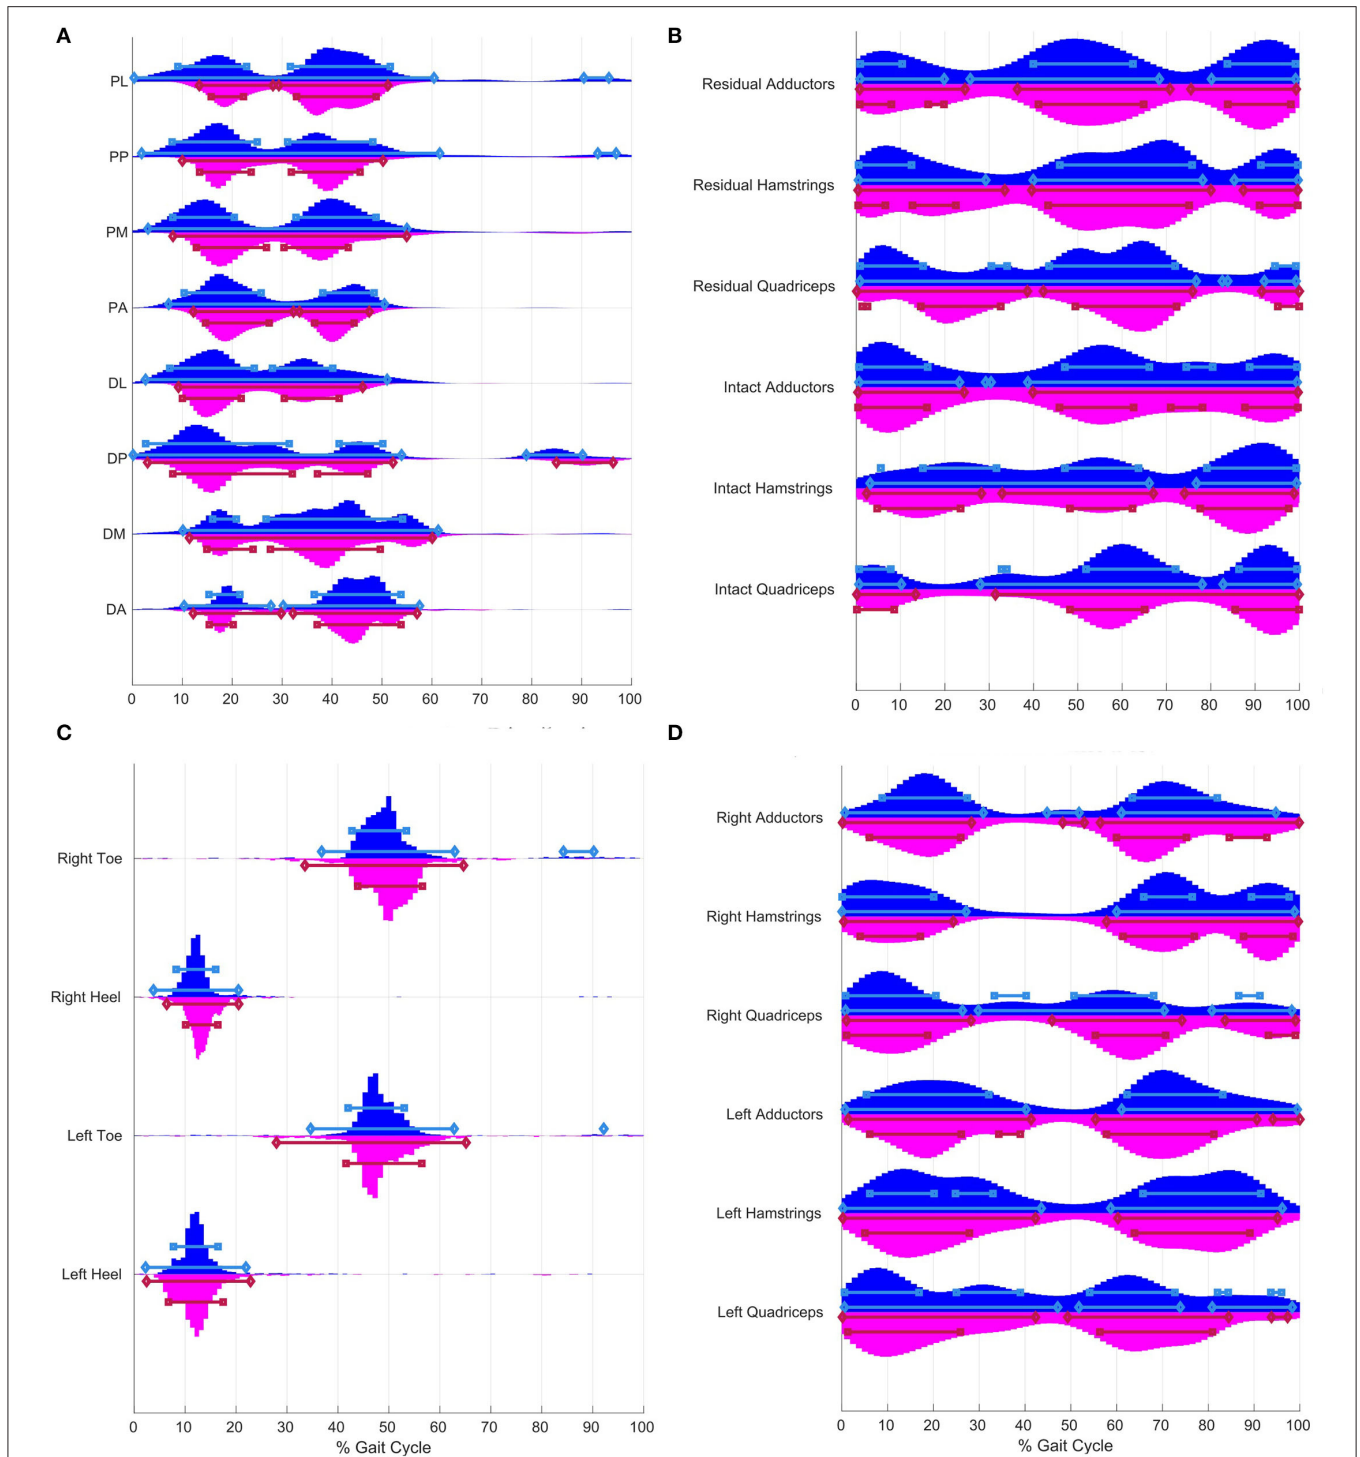 A
PL
PP
PM
PA
DL
DP
DM
DA
0 10 20 30 40 50 60 70 80 90 100
B
Residual Adductors
Residual Hamstrings
Residual Quadriceps
Intact Adductors
Intact Hamstrings
Intact Quadriceps
0 10 20 30 40 50 60 70 80 90 100
C
Right Toe
Right Heel
Left Toe
Left Heel
0 10 20 30 40 50 60 70 80 90 100
% Gait Cycle
D
Right Adductors
Right Hamstrings
Right Quadriceps
Left Adductors
Left Hamstrings
Left Quadriceps
0 10 20 30 40 50 60 70 80 90 100
% Gait Cycle